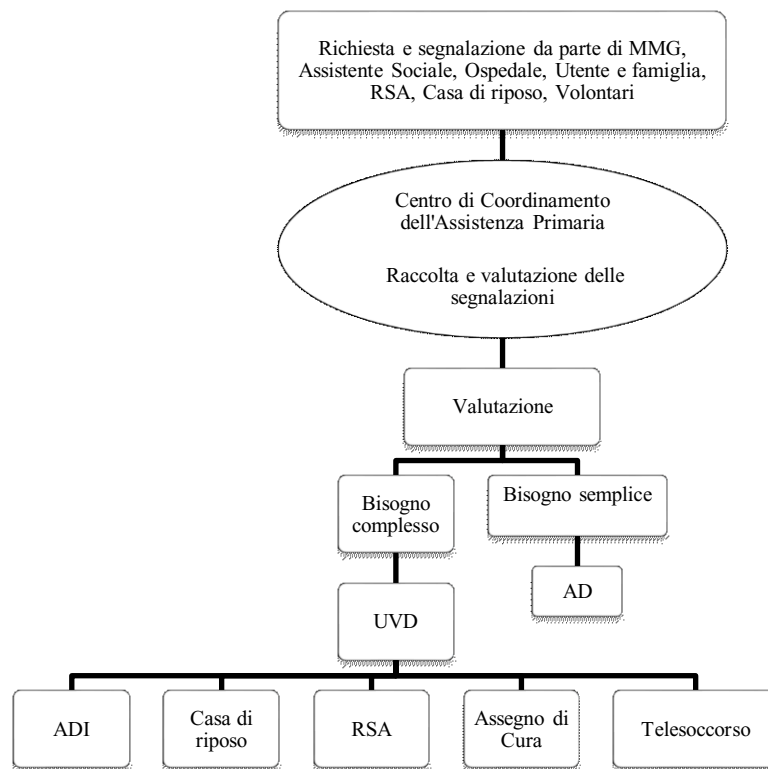 Richiesta e segnalazione da parte di MMG,
Assistente Sociale, Ospedale, Utente e famiglia,
RSA, Casa di riposo, Volontari
Centro di Coordinamento
dell'Assistenza Primaria
Raccolta e valutazione delle
segnalazioni
Valutazione
Bisogno
complesso
Bisogno semplice
UVD
AD
ADI
Casa di
riposo
RSA
Assegno di
Cura
Telesoccorso